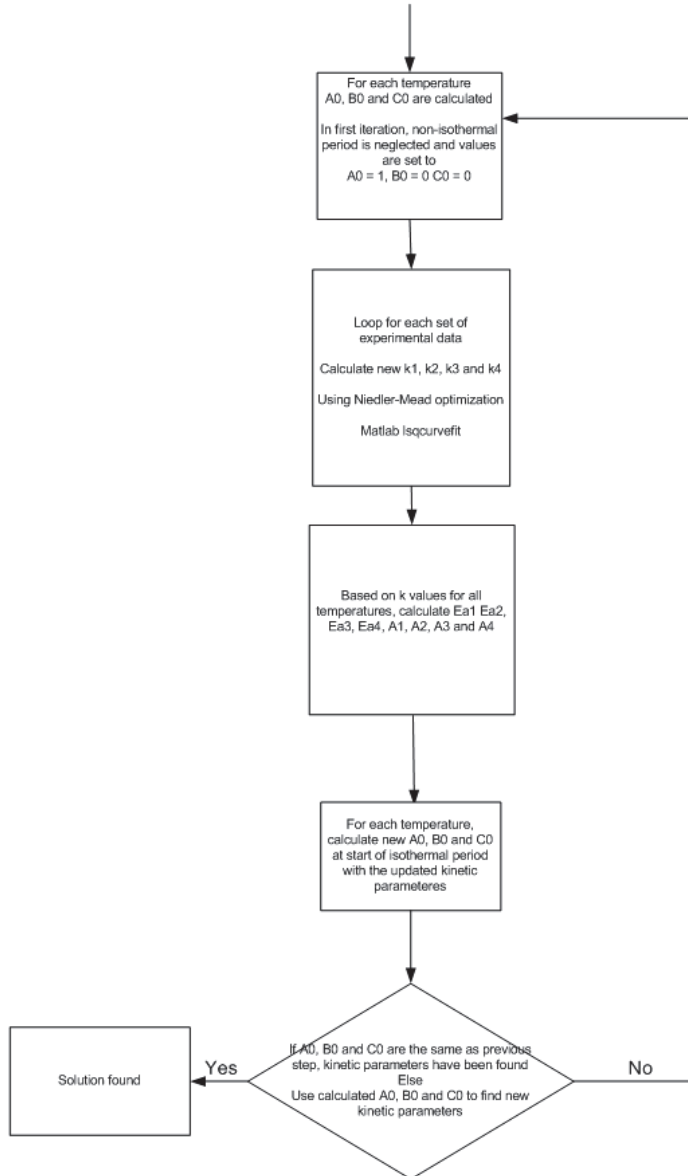 For each temperature
A0, B0 and C0 are calculated
In first iteration, non-isothermal
period is neglected and values
are set to
A0 = 1, B0 = 0 C0 = 0
Loop for each set of
experimental data
Calculate new k1, k2, k3 and k4
Using Niedler-Mead optimization
Matlab lsqcurvefit
Based on k values for all
temperatures, calculate Ea1 Ea2,
Ea3, Ea4, A1, A2, A3 and A4
For each temperature,
calculate new A0, B0 and C0
at start of isothermal period
with the updated kinetic
parameteres
If A0, B0 and C0 are the same as previous
step, kinetic parameters have been found
Else
Use calculated A0, B0 and C0 to find new
kinetic parameters
Yes
No
Solution found